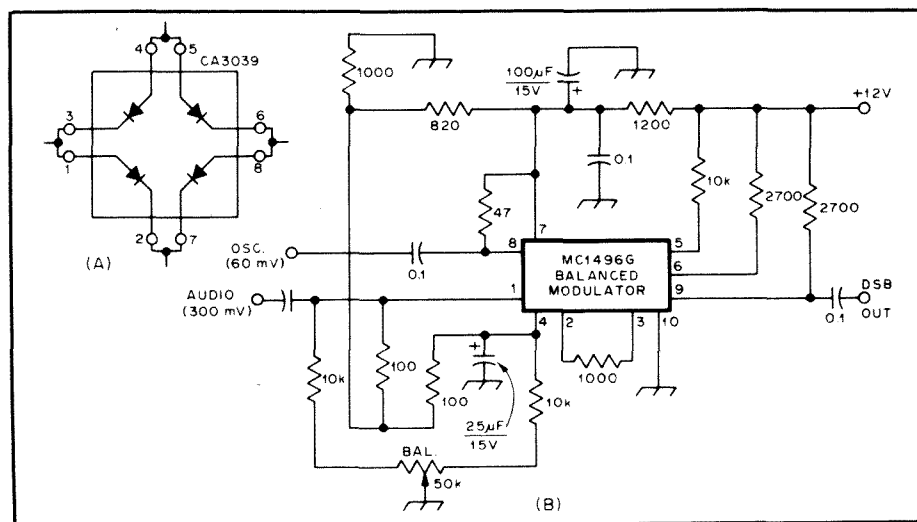 4 5 CA3039
3 6
1 8
2 7
(A)
1000
820
100µF
15V
+
0.1
1200
+12V
10k
2700
2700
47
OSC.
(60 mV)
0.1
8 7 5
MC1496G
BALANCED
MODULATOR
6
9
1
4 2 3 10
AUDIO
(300 mV)
DSB
OUT
0.1
+
10k
100
100
25µF
15V
10k
1000
BAL.
50k
(B)